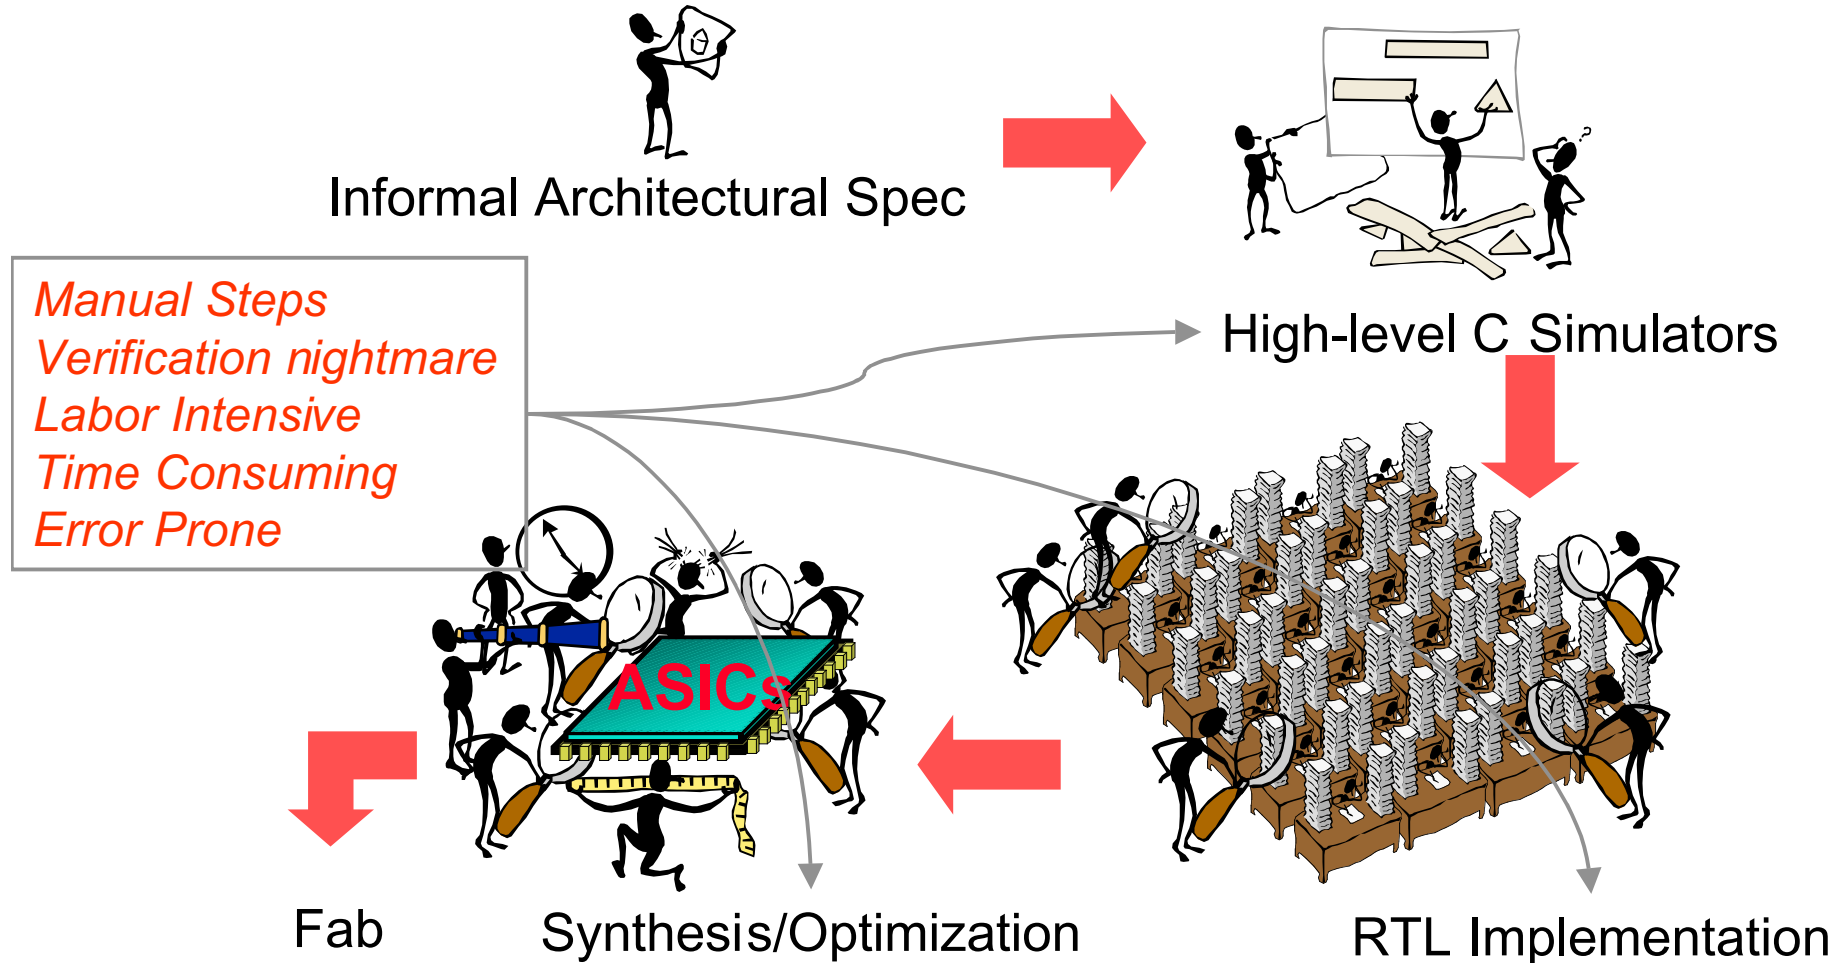 Informal Architectural Spec
?
Manual Steps
Verification nightmare
Labor Intensive
Time Consuming
Error Prone
High-level C Simulators
ASICs
Fab
Synthesis/Optimization
RTL Implementation